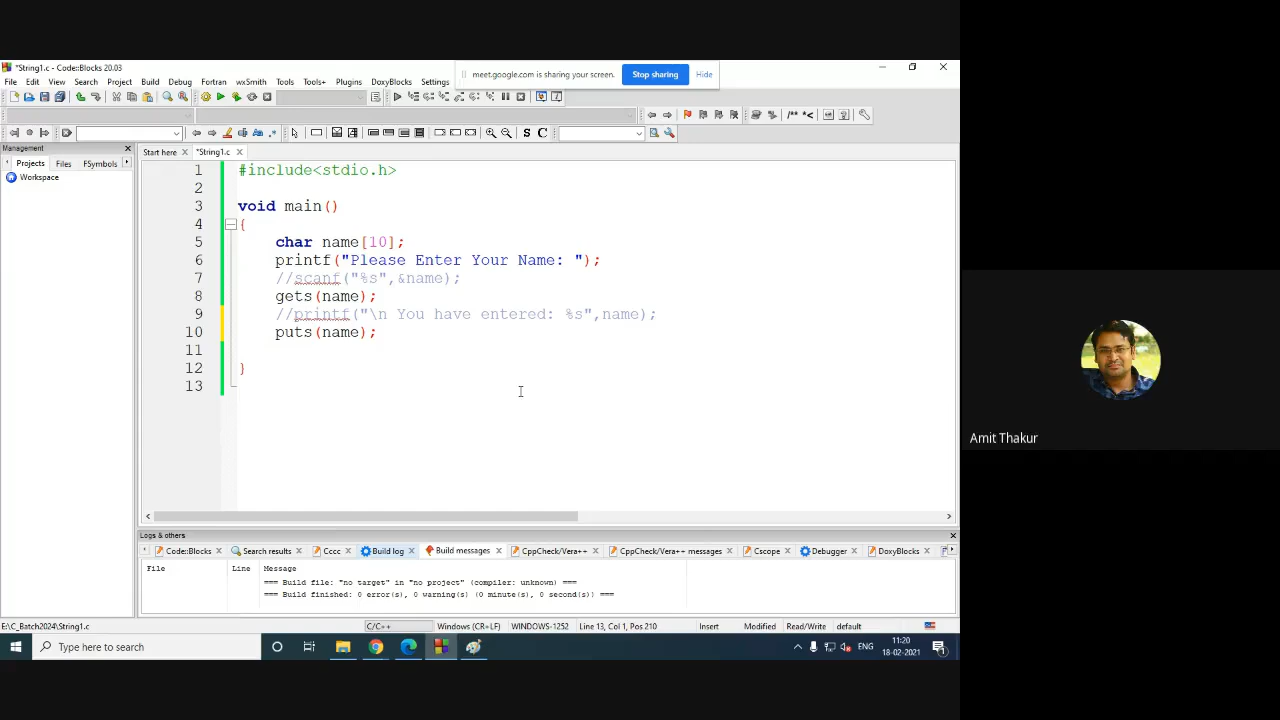 *String1.c - Code::Blocks 20.03
meet.google.com is sharing your screen. Stop sharing Hide
File Edit View Search Project Build Debug Fortran wxSmith Tools Tools+ Plugins DoxyBlocks Settings
/** *<
S C
Management
Start here *String1.c
Projects Files FSymbols
Workspace
1 #include<stdio.h>
2
3 void main()
4 {
5 char name[10];
6 printf("Please Enter Your Name: ");
7 //scanf("%s",&name);
8 gets(name);
9 //printf("\n You have entered: %s",name);
10 puts(name);
11
12 }
13
Amit Thakur
Logs & others
Code::Blocks Search results Cccc Build log Build messages CppCheck/Vera++ CppCheck/Vera++ messages Cscope Debugger DoxyBlocks F
File Line Message
=== Build file: "no target" in "no project" (compiler: unknown) ===
=== Build finished: 0 error(s), 0 warning(s) (0 minute(s), 0 second(s)) ===
E:\C_Batch2024\String1.c C/C++ Windows (CR+LF) WINDOWS-1252 Line 13, Col 1, Pos 210 Insert Modified Read/Write default
Type here to search ENG 11:20
18-02-2021 1